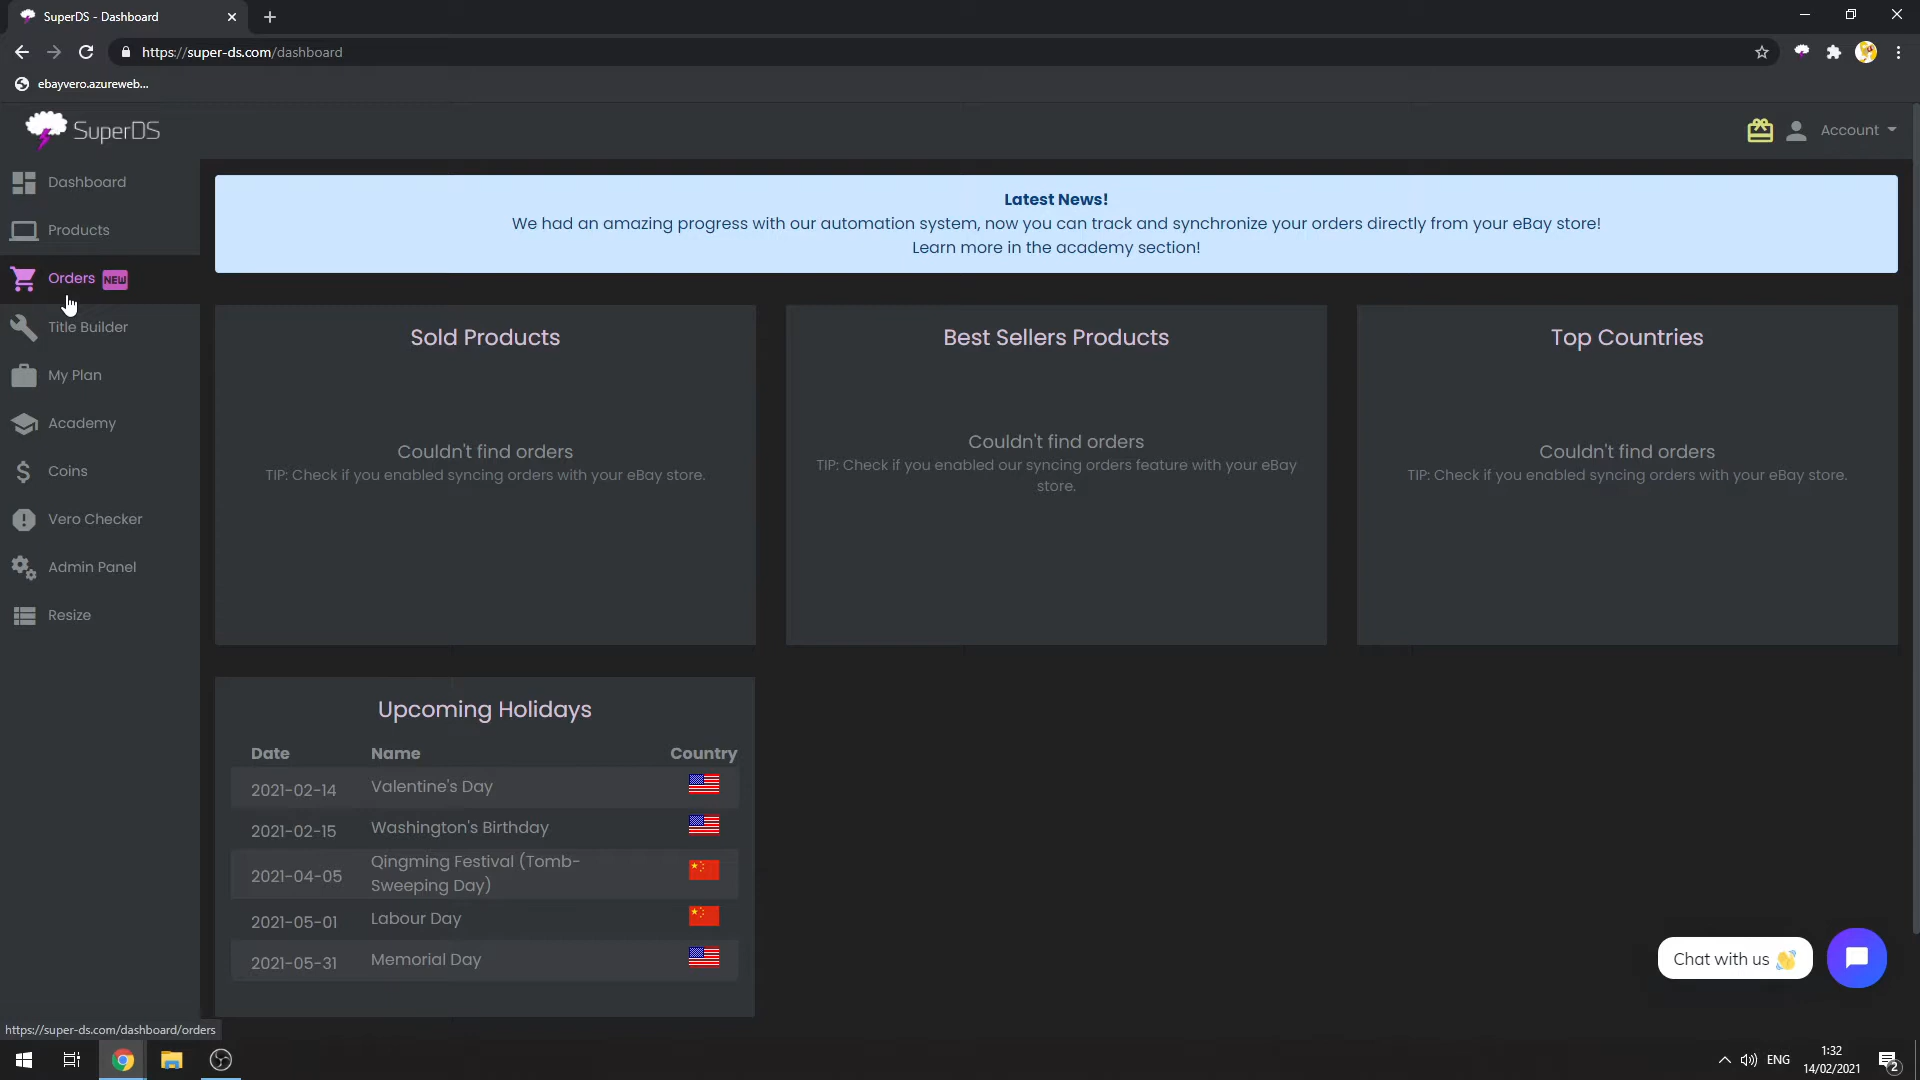 SuperDS - Dashboard
https://super-ds.com/dashboard
ebayvero.azureweb...
SuperDS
Account
Dashboard
Products
Orders NEW
Title Builder
My Plan
Academy
Coins
Vero Checker
Admin Panel
Resize
Latest News!
We had an amazing progress with our automation system, now you can track and synchronize your orders directly from your eBay store!
Learn more in the academy section!
Sold Products
Couldn't find orders
TIP: Check if you enabled syncing orders with your eBay store.
Best Sellers Products
Couldn't find orders
TIP: Check if you enabled our syncing orders feature with your eBay
store.
Top Countries
Couldn't find orders
TIP: Check if you enabled syncing orders with your eBay store.
Upcoming Holidays
Date Name Country
2021-02-14 Valentine's Day
2021-02-15 Washington's Birthday
2021-04-05 Qingming Festival (Tomb-
Sweeping Day)
2021-05-01 Labour Day
2021-05-31 Memorial Day
Chat with us 👋
https://super-ds.com/dashboard/orders
ENG
1:32
14/02/2021
2